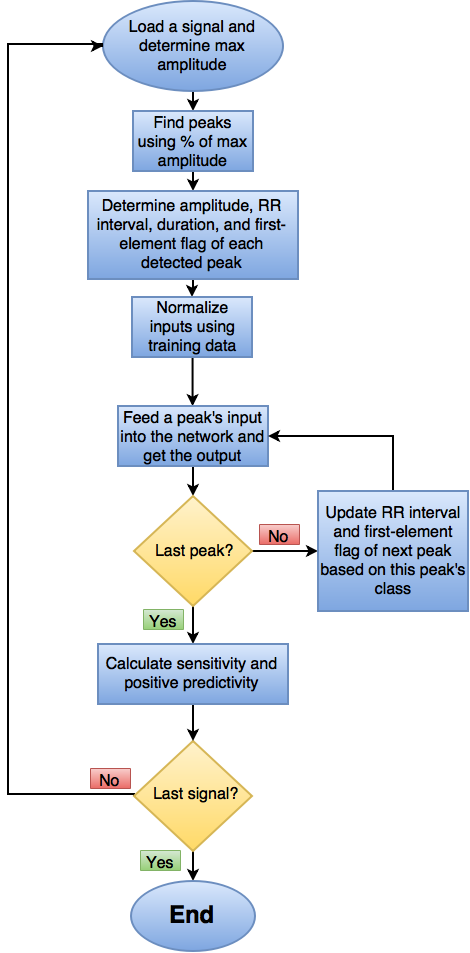 Load a signal and
determine max
amplitude
Find peaks
using % of max
amplitude
Determine amplitude, RR
interval, duration, and first-
element flag of each
detected peak
Normalize
inputs using
training data
Feed a peak's input
into the network and
get the output
Last peak?
No
Update RR interval
and first-element
flag of next peak
based on this peak's
class
Yes
Calculate sensitivity and
positive predictivity
No
Last signal?
Yes
End